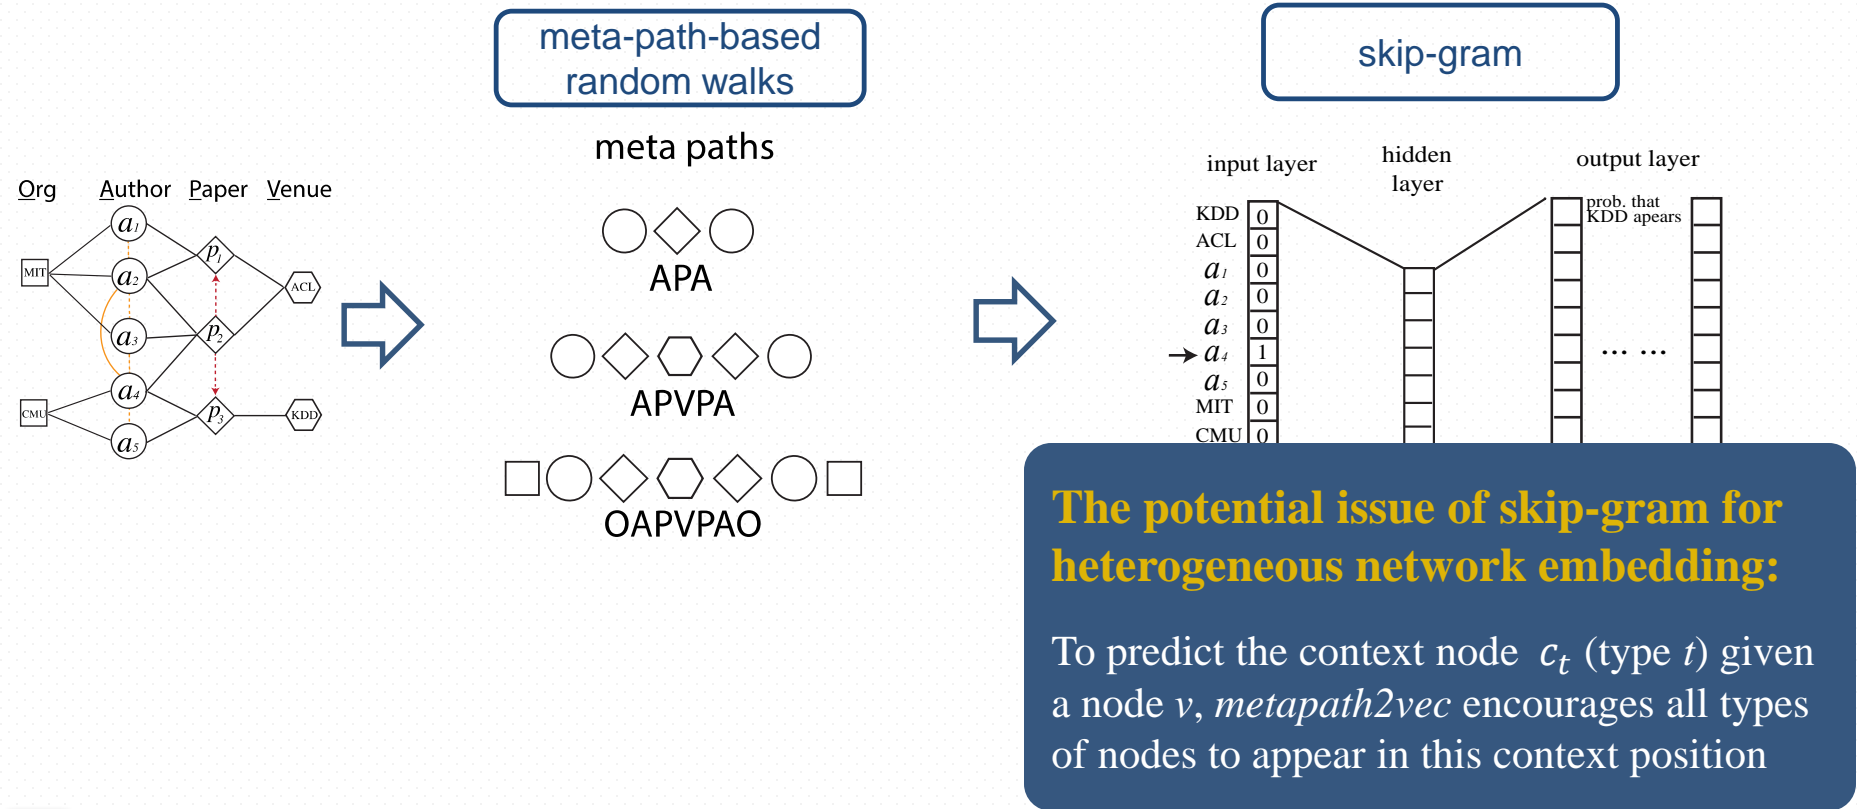 meta-path-based
random walks
skip-gram
meta paths
Org Author Paper Venue
a1
a2
a3
a4
a5
MIT
CMU
p1
p2
p3
ACL
KDD
APA
APVPA
OAPVPAO
input layer
hidden
layer
output layer
KDD 0
ACL 0
a1 0
a2 0
a3 0
a4 1
a5 0
MIT 0
CMU 0
prob. that
KDD apears
... ...
The potential issue of skip-gram for
heterogeneous network embedding:
To predict the context node c_t (type t) given
a node v, metapath2vec encourages all types
of nodes to appear in this context position